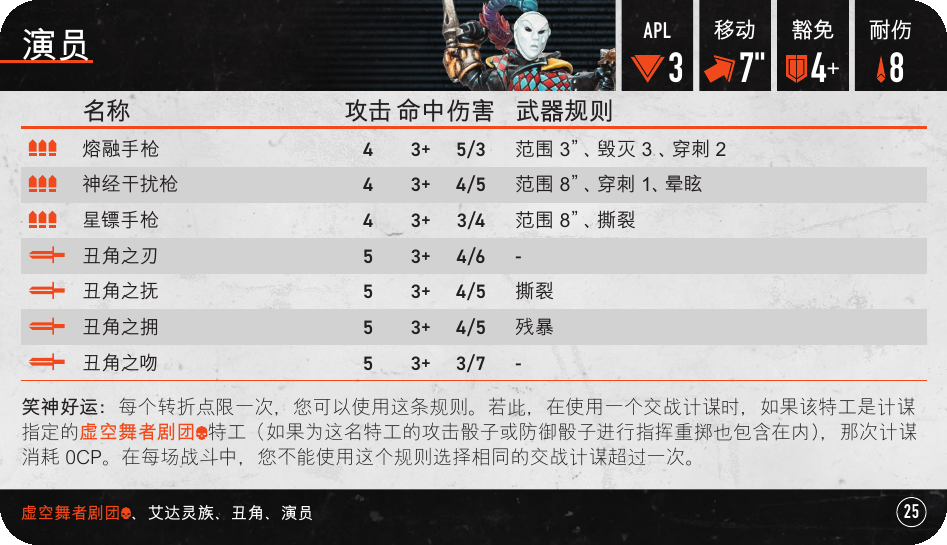 演员
APL 移动 豁免 耐伤
3 7" 4+ 8
名称 攻击 命中 伤害 武器规则
熔融手枪 4 3+ 5/3 范围 3”、毁灭 3、穿刺 2
神经干扰枪 4 3+ 4/5 范围 8”、穿刺 1、晕眩
星镖手枪 4 3+ 3/4 范围 8”、撕裂
丑角之刃 5 3+ 4/6 -
丑角之抚 5 3+ 4/5 撕裂
丑角之拥 5 3+ 4/5 残暴
丑角之吻 5 3+ 3/7 -
笑神好运：每个转折点限一次，您可以使用这条规则。若此，在使用一个交战计谋时，如果该特工是计谋
指定的虚空舞者剧团特工（如果为这名特工的攻击骰子或防御骰子进行指挥重掷也包含在内），那次计谋
消耗 0CP。在每场战斗中，您不能使用这个规则选择相同的交战计谋超过一次。
虚空舞者剧团、艾达灵族、丑角、演员
25